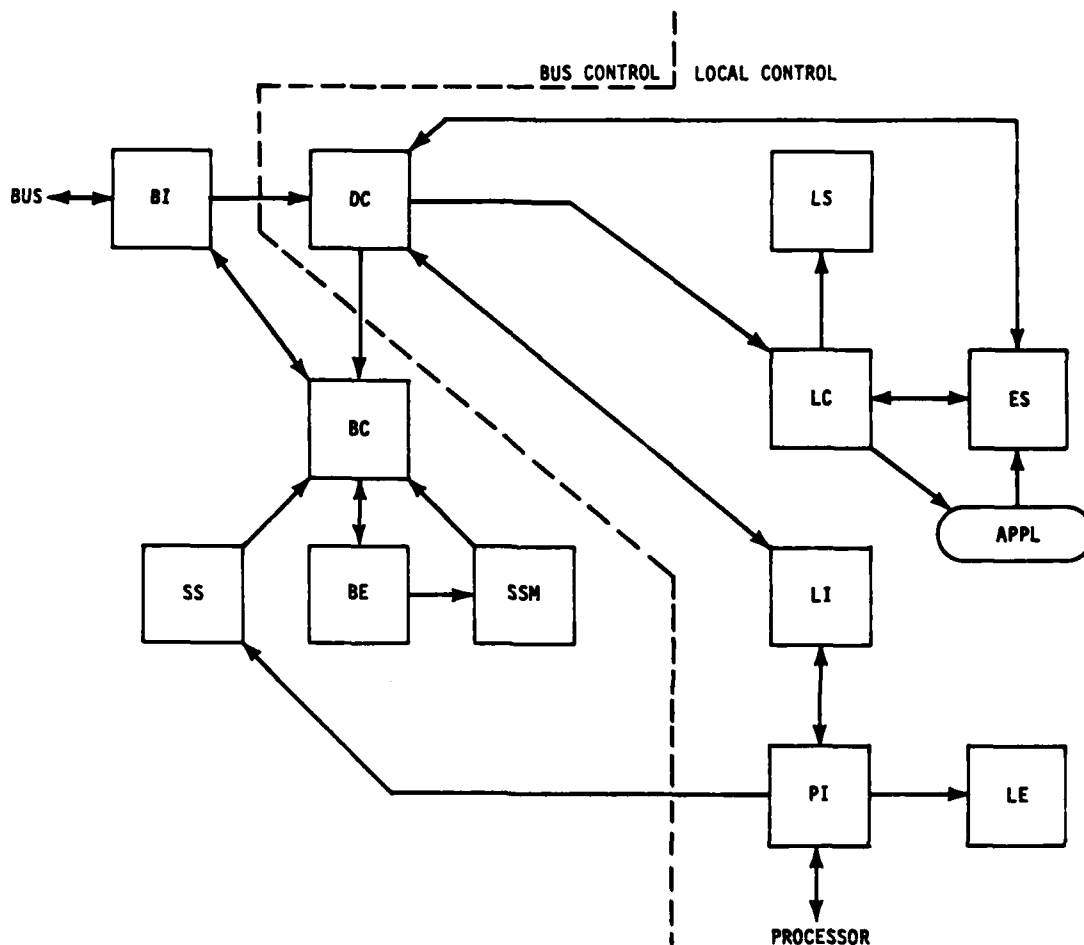 BUS CONTROL
LOCAL CONTROL
BUS
BI
DC
LS
LC
ES
BC
APPL
SS
BE
SSM
LI
PI
LE
PROCESSOR